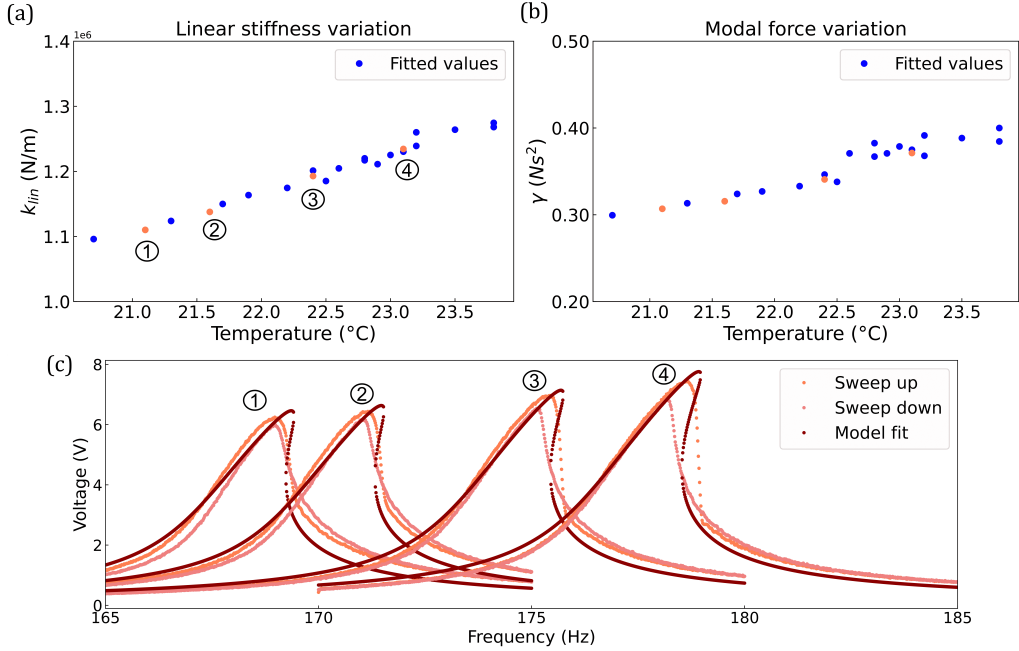 (a)
Linear stiffness variation
1e6
1.4
1.3
1.2
1.1
1.0
k_lin (N/m)
Fitted values
1
2
3
4
21.0 21.5 22.0 22.5 23.0 23.5
Temperature (°C)
(b)
Modal force variation
0.50
0.40
0.30
0.20
γ (Ns²)
Fitted values
21.0 21.5 22.0 22.5 23.0 23.5
Temperature (°C)
(c)
8
6
4
2
0
Voltage (V)
1
2
3
4
Sweep up
Sweep down
Model fit
165 170 175 180 185
Frequency (Hz)